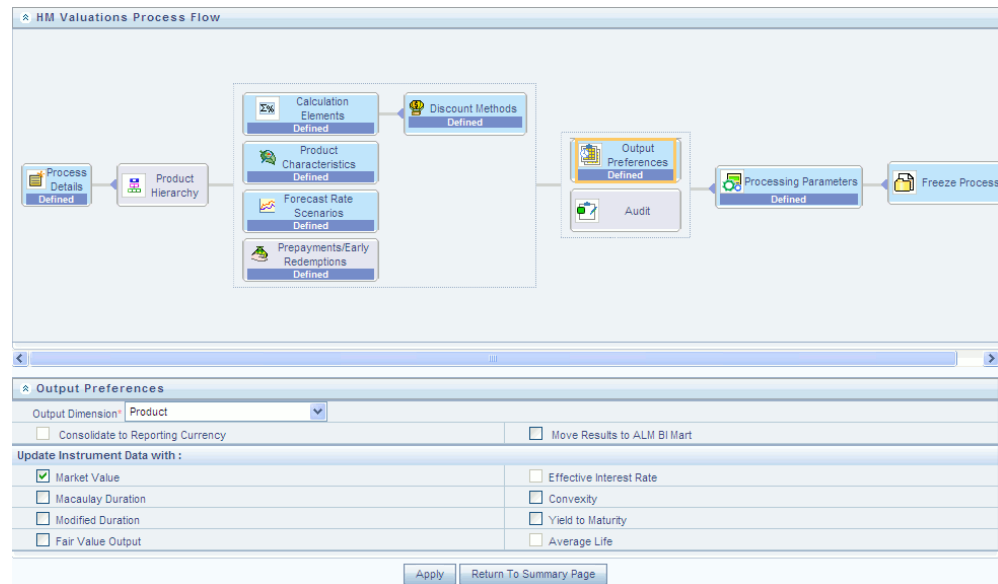 HM Valuations Process Flow
Process
Details
Defined
Product
Hierarchy
Σ%
Calculation
Elements
Defined
Discount Methods
Defined
Product
Characteristics
Defined
Forecast Rate
Scenarios
Defined
Prepayments/Early
Redemptions
Defined
Output
Preferences
Defined
Audit
Processing Parameters
Defined
Freeze Process
Output Preferences
Output Dimension* Product
Consolidate to Reporting Currency
Move Results to ALM BI Mart
Update Instrument Data with :
Market Value
Effective Interest Rate
Macaulay Duration
Convexity
Modified Duration
Yield to Maturity
Fair Value Output
Average Life
Apply
Return To Summary Page